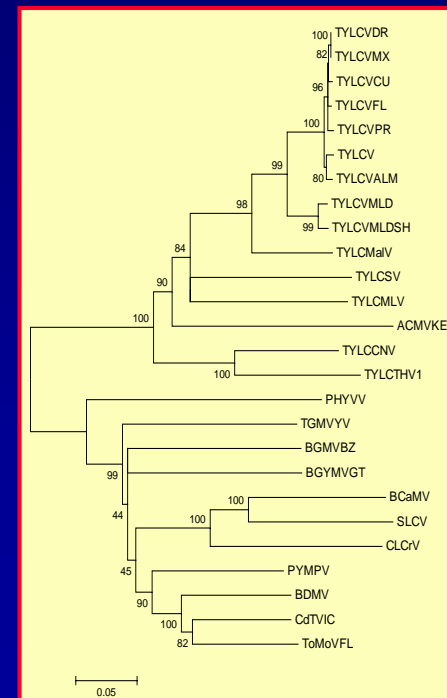 100
TYLCVDR
82
TYLCVMX
TYLCVCU
96
TYLCVFL
100
TYLCVPR
TYLCV
80
TYLCVALM
99
TYLCVMLD
99
TYLCVMLDSH
98
TYLCMalV
84
TYLCSV
90
TYLCMLV
100
ACMVKE
TYLCCNV
100
TYLCTHV1
PHYVV
TGMVYV
99
BGMVBZ
BGYMVGT
44
BCaMV
100
SLCV
100
CLCrV
45
PYMPV
90
BDMV
100
CdTVIC
82
ToMoVFL
0.05